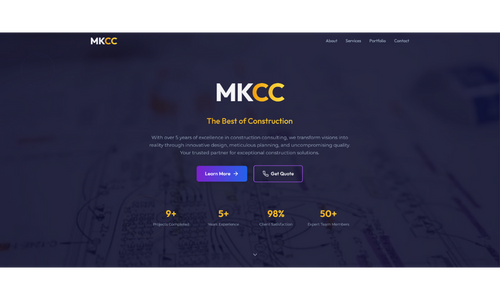 MKCC
About Services Portfolio Contact
MKCC
The Best of Construction
With over 5 years of excellence in construction consulting, we transform visions into
reality through innovative design, meticulous planning, and uncompromising quality.
Your trusted partner for exceptional construction solutions.
Learn More → Get Quote
9+ 5+ 98% 50+
Projects Completed Years Experience Client Satisfaction Expert Team Members